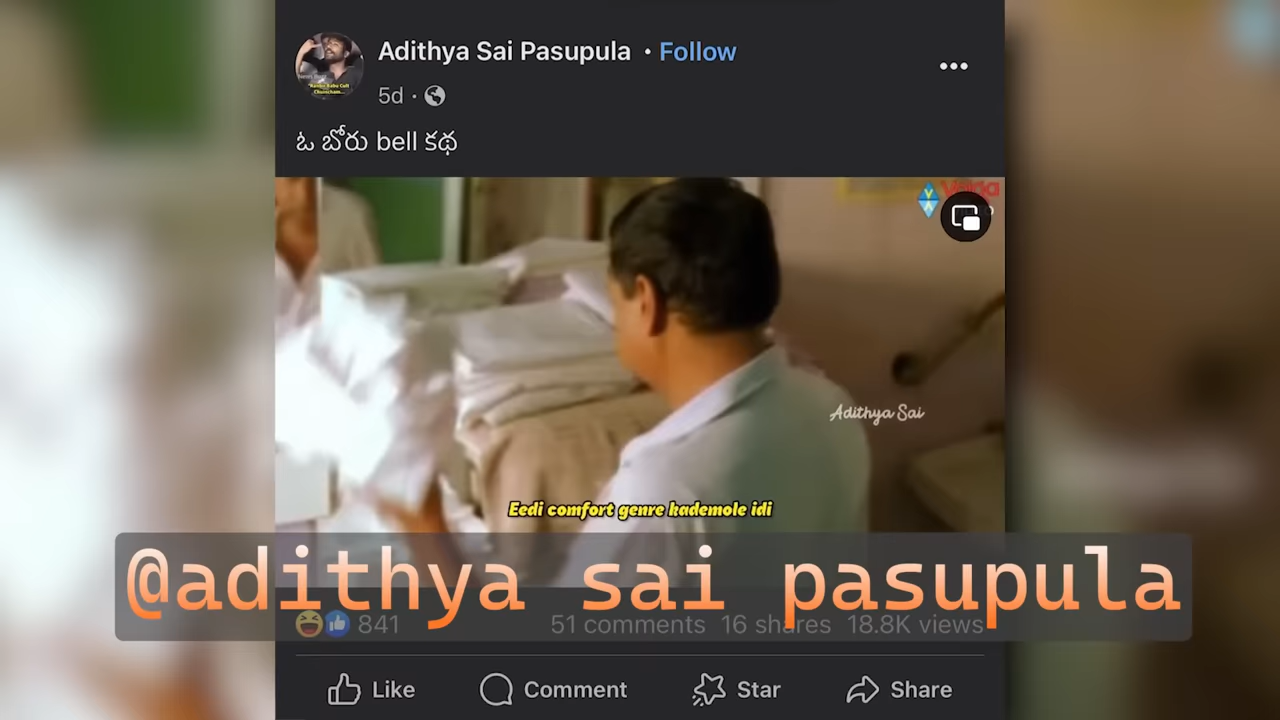 Adithya Sai Pasupula · Follow
5d ·
ఓ బోరు bell కథ
Adithya Sai
Eedi comfort genre kademole idi
@adithya sai pasupula
841 51 comments 16 shares 18.8K views
Like Comment Star Share